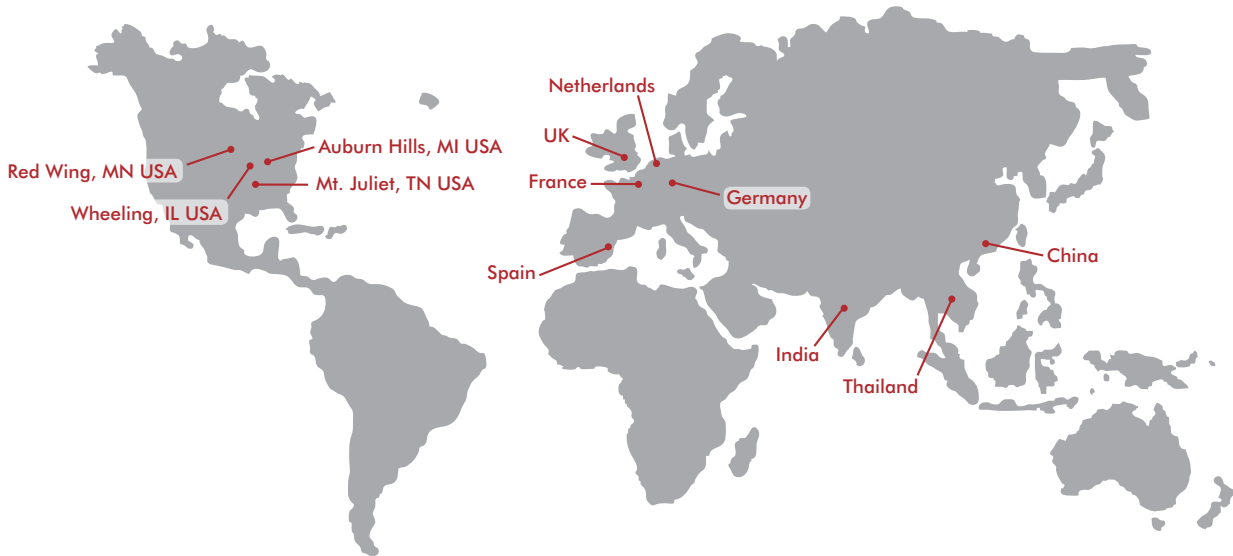 Netherlands
UK
Auburn Hills, MI USA
Red Wing, MN USA
France
Mt. Juliet, TN USA
Germany
Wheeling, IL USA
China
Spain
India
Thailand